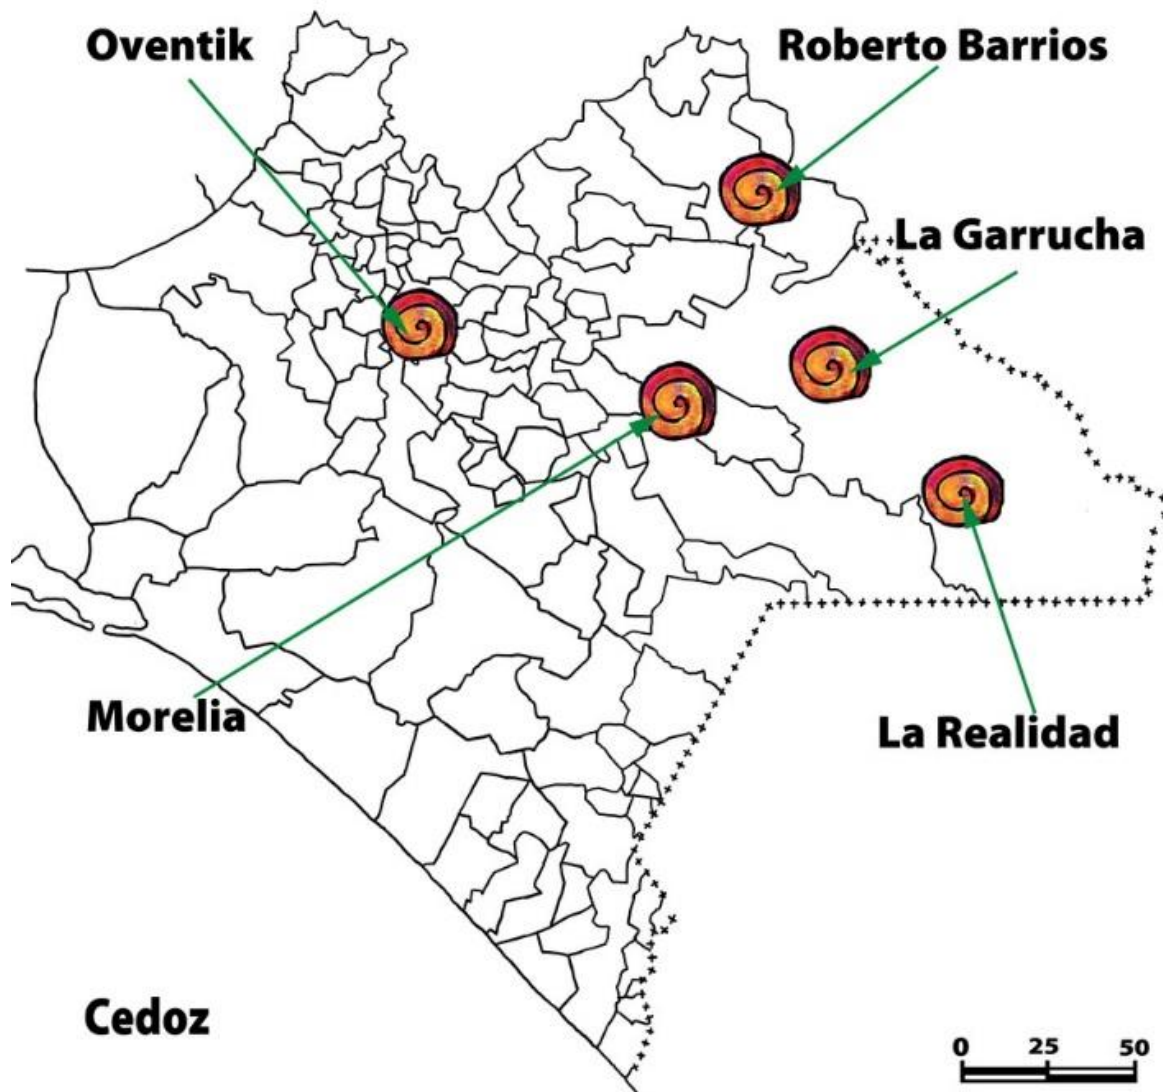 Oventik
Roberto Barrios
La Garrucha
Morelia
La Realidad
Cedoz
0 25 50